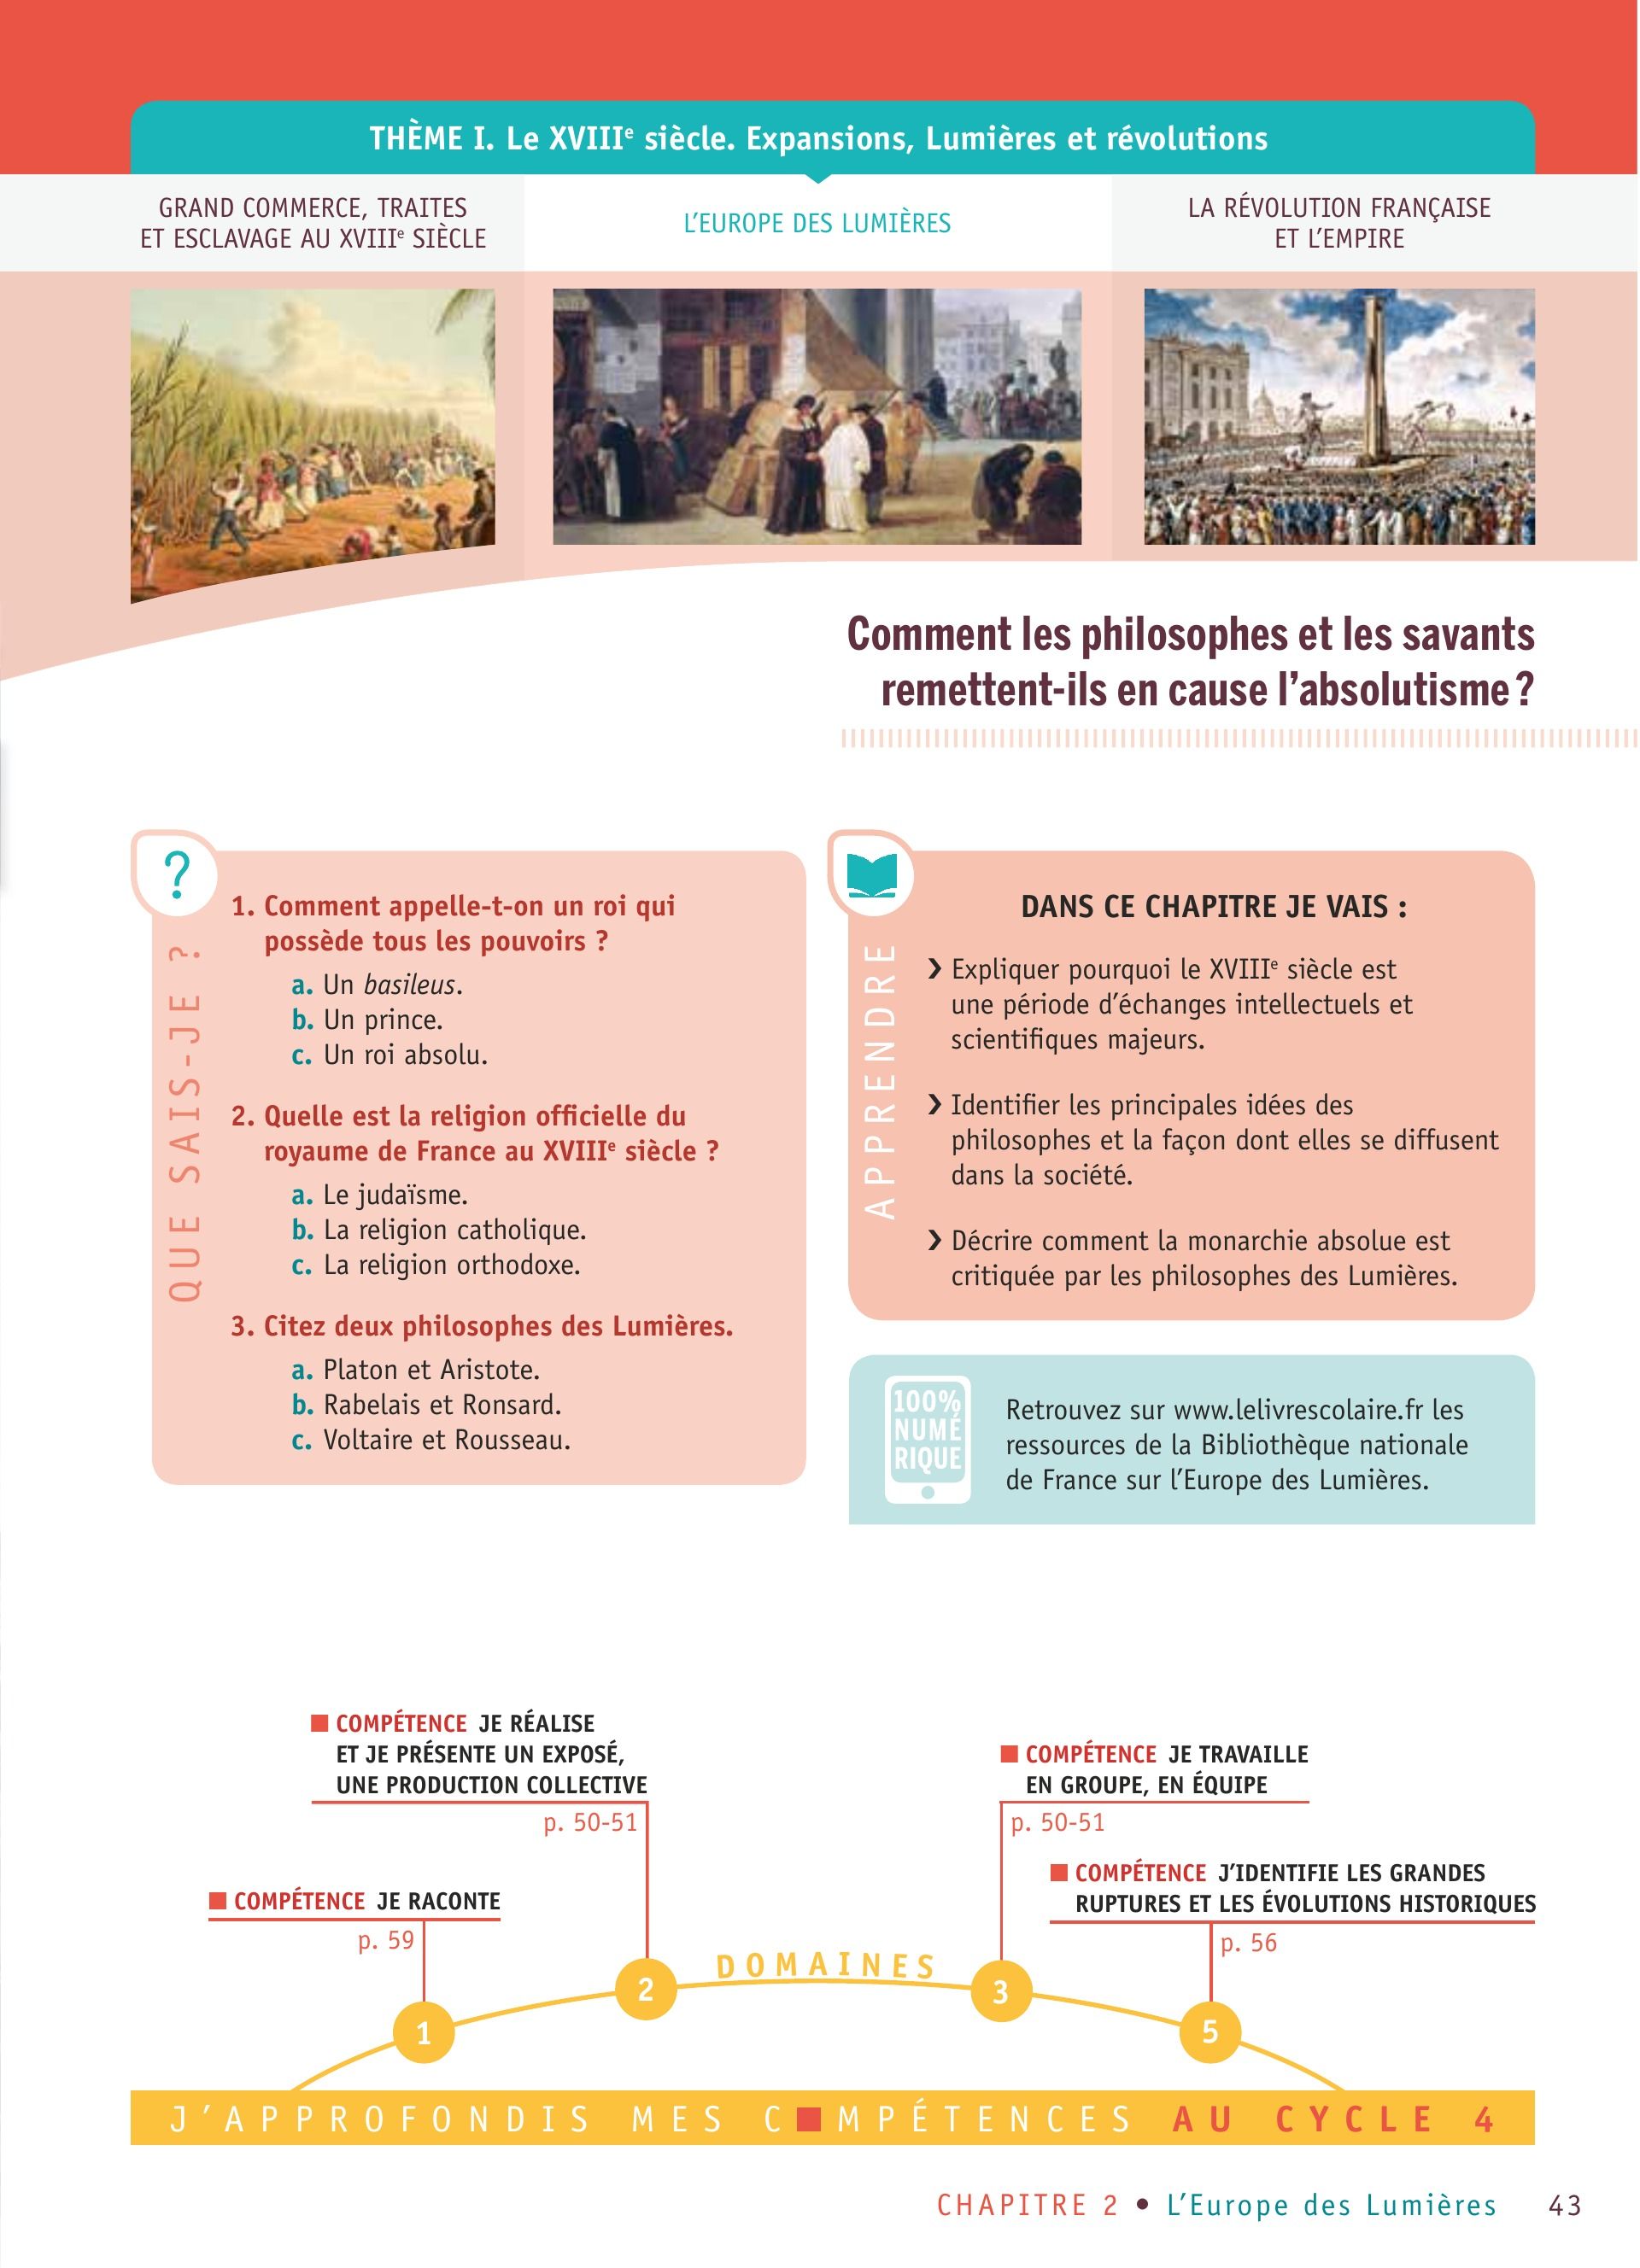 THÈME I. Le XVIIIe siècle. Expansions, Lumières et révolutions
GRAND COMMERCE, TRAITES
ET ESCLAVAGE AU XVIIIe SIÈCLE
L’EUROPE DES LUMIÈRES
LA RÉVOLUTION FRANÇAISE
ET L’EMPIRE
Comment les philosophes et les savants
remettent-ils en cause l’absolutisme ?
?
QUE SAIS-JE ?
1. Comment appelle-t-on un roi qui
possède tous les pouvoirs ?
a. Un basileus.
b. Un prince.
c. Un roi absolu.
2. Quelle est la religion officielle du
royaume de France au XVIIIe siècle ?
a. Le judaïsme.
b. La religion catholique.
c. La religion orthodoxe.
3. Citez deux philosophes des Lumières.
a. Platon et Aristote.
b. Rabelais et Ronsard.
c. Voltaire et Rousseau.
APPRENDRE
DANS CE CHAPITRE JE VAIS :
❯ Expliquer pourquoi le XVIIIe siècle est
une période d’échanges intellectuels et
scientifiques majeurs.
❯ Identifier les principales idées des
philosophes et la façon dont elles se diffusent
dans la société.
❯ Décrire comment la monarchie absolue est
critiquée par les philosophes des Lumières.
100%
NUMÉ
RIQUE
Retrouvez sur www.lelivrescolaire.fr les
ressources de la Bibliothèque nationale
de France sur l’Europe des Lumières.
■ COMPÉTENCE JE RÉALISE
ET JE PRÉSENTE UN EXPOSÉ,
UNE PRODUCTION COLLECTIVE
p. 50-51
■ COMPÉTENCE JE TRAVAILLE
EN GROUPE, EN ÉQUIPE
p. 50-51
■ COMPÉTENCE JE RACONTE
p. 59
■ COMPÉTENCE J’IDENTIFIE LES GRANDES
RUPTURES ET LES ÉVOLUTIONS HISTORIQUES
p. 56
DOMAINES
1
2
3
5
J’APPROFONDIS MES C■MPÉTENCES AU CYCLE 4
CHAPITRE 2 • L’Europe des Lumières 43